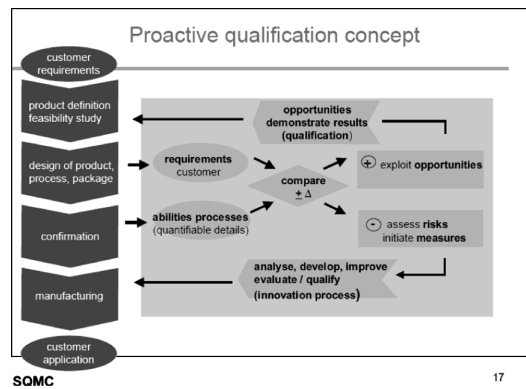 Proactive qualification concept
customer
requirements
product definition
feasibility study
design of product,
process, package
confirmation
manufacturing
customer
application
opportunities
demonstrate results
(qualification)
requirements
customer
compare
± Δ
abilities processes
(quantifiable details)
+ exploit opportunities
- assess risks
initiate measures
analyse, develop, improve
evaluate / qualify
(innovation process)
SQMC
17